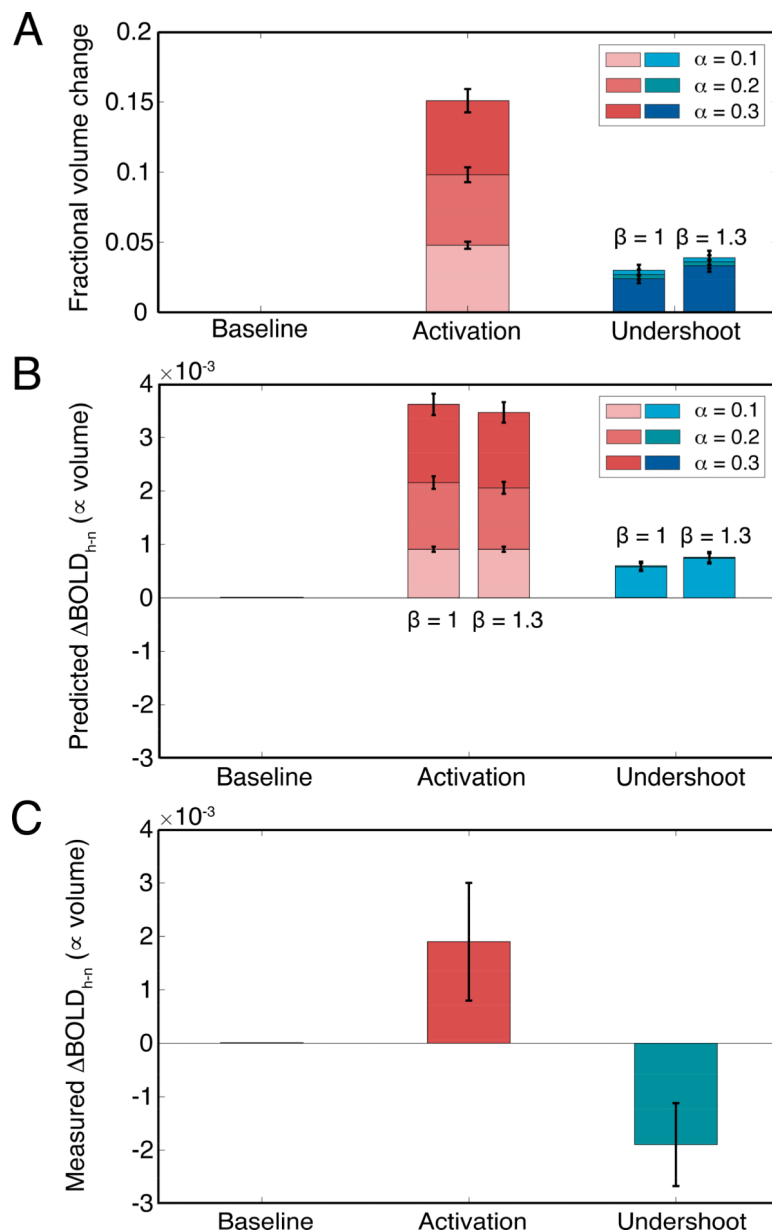 A
Fractional volume change
0.2
0.15
0.1
0.05
0
α = 0.1
α = 0.2
α = 0.3
β = 1
β = 1.3
Baseline
Activation
Undershoot
B
Predicted ΔBOLDh-n (∝ volume)
×10-3
4
3
2
1
0
-1
-2
-3
α = 0.1
α = 0.2
α = 0.3
β = 1
β = 1.3
β = 1
β = 1.3
Baseline
Activation
Undershoot
C
Measured ΔBOLDh-n (∝ volume)
×10-3
4
3
2
1
0
-1
-2
-3
Baseline
Activation
Undershoot